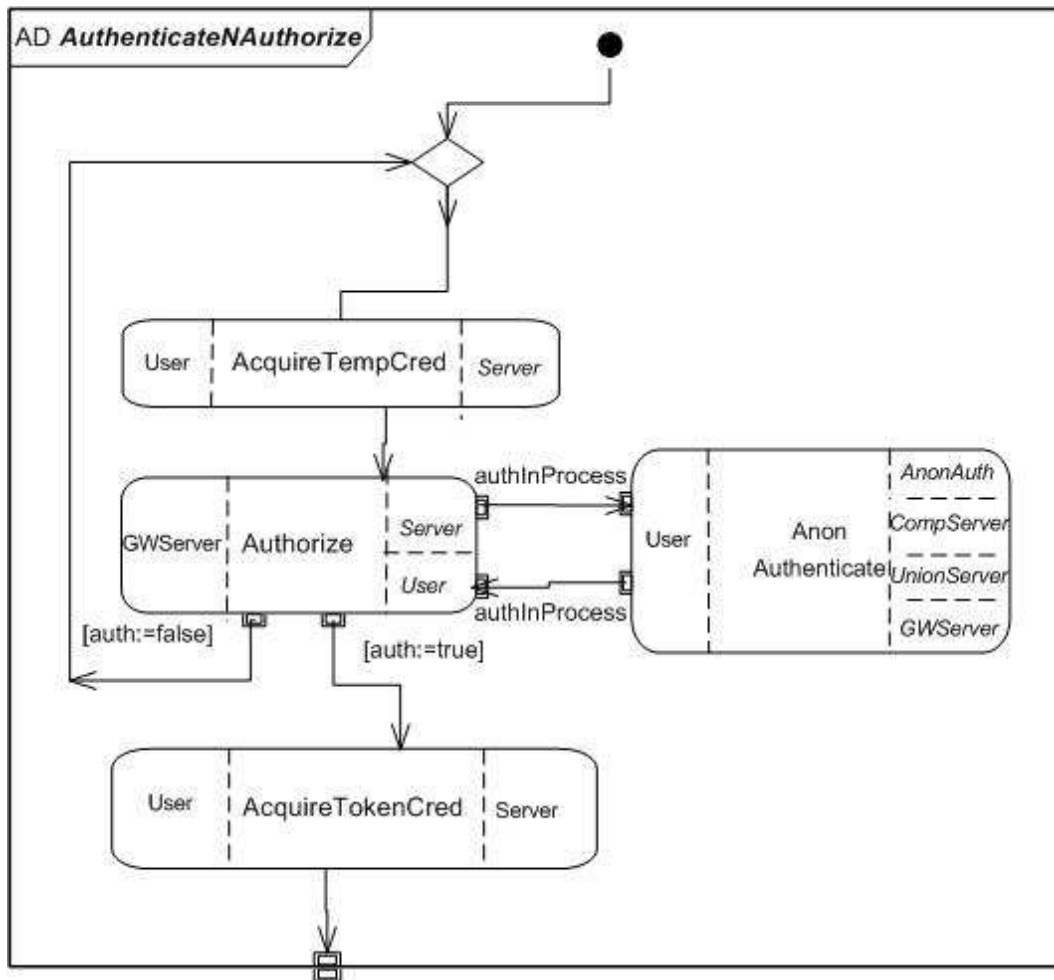 AD AuthenticateNAuthorize
User
AcquireTempCred
Server
GWServer
Authorize
Server
User
authInProcess
authInProcess
User
Anon
Authenticate
AnonAuth
CompServer
UnionServer
GWServer
[auth:=false]
[auth:=true]
User
AcquireTokenCred
Server